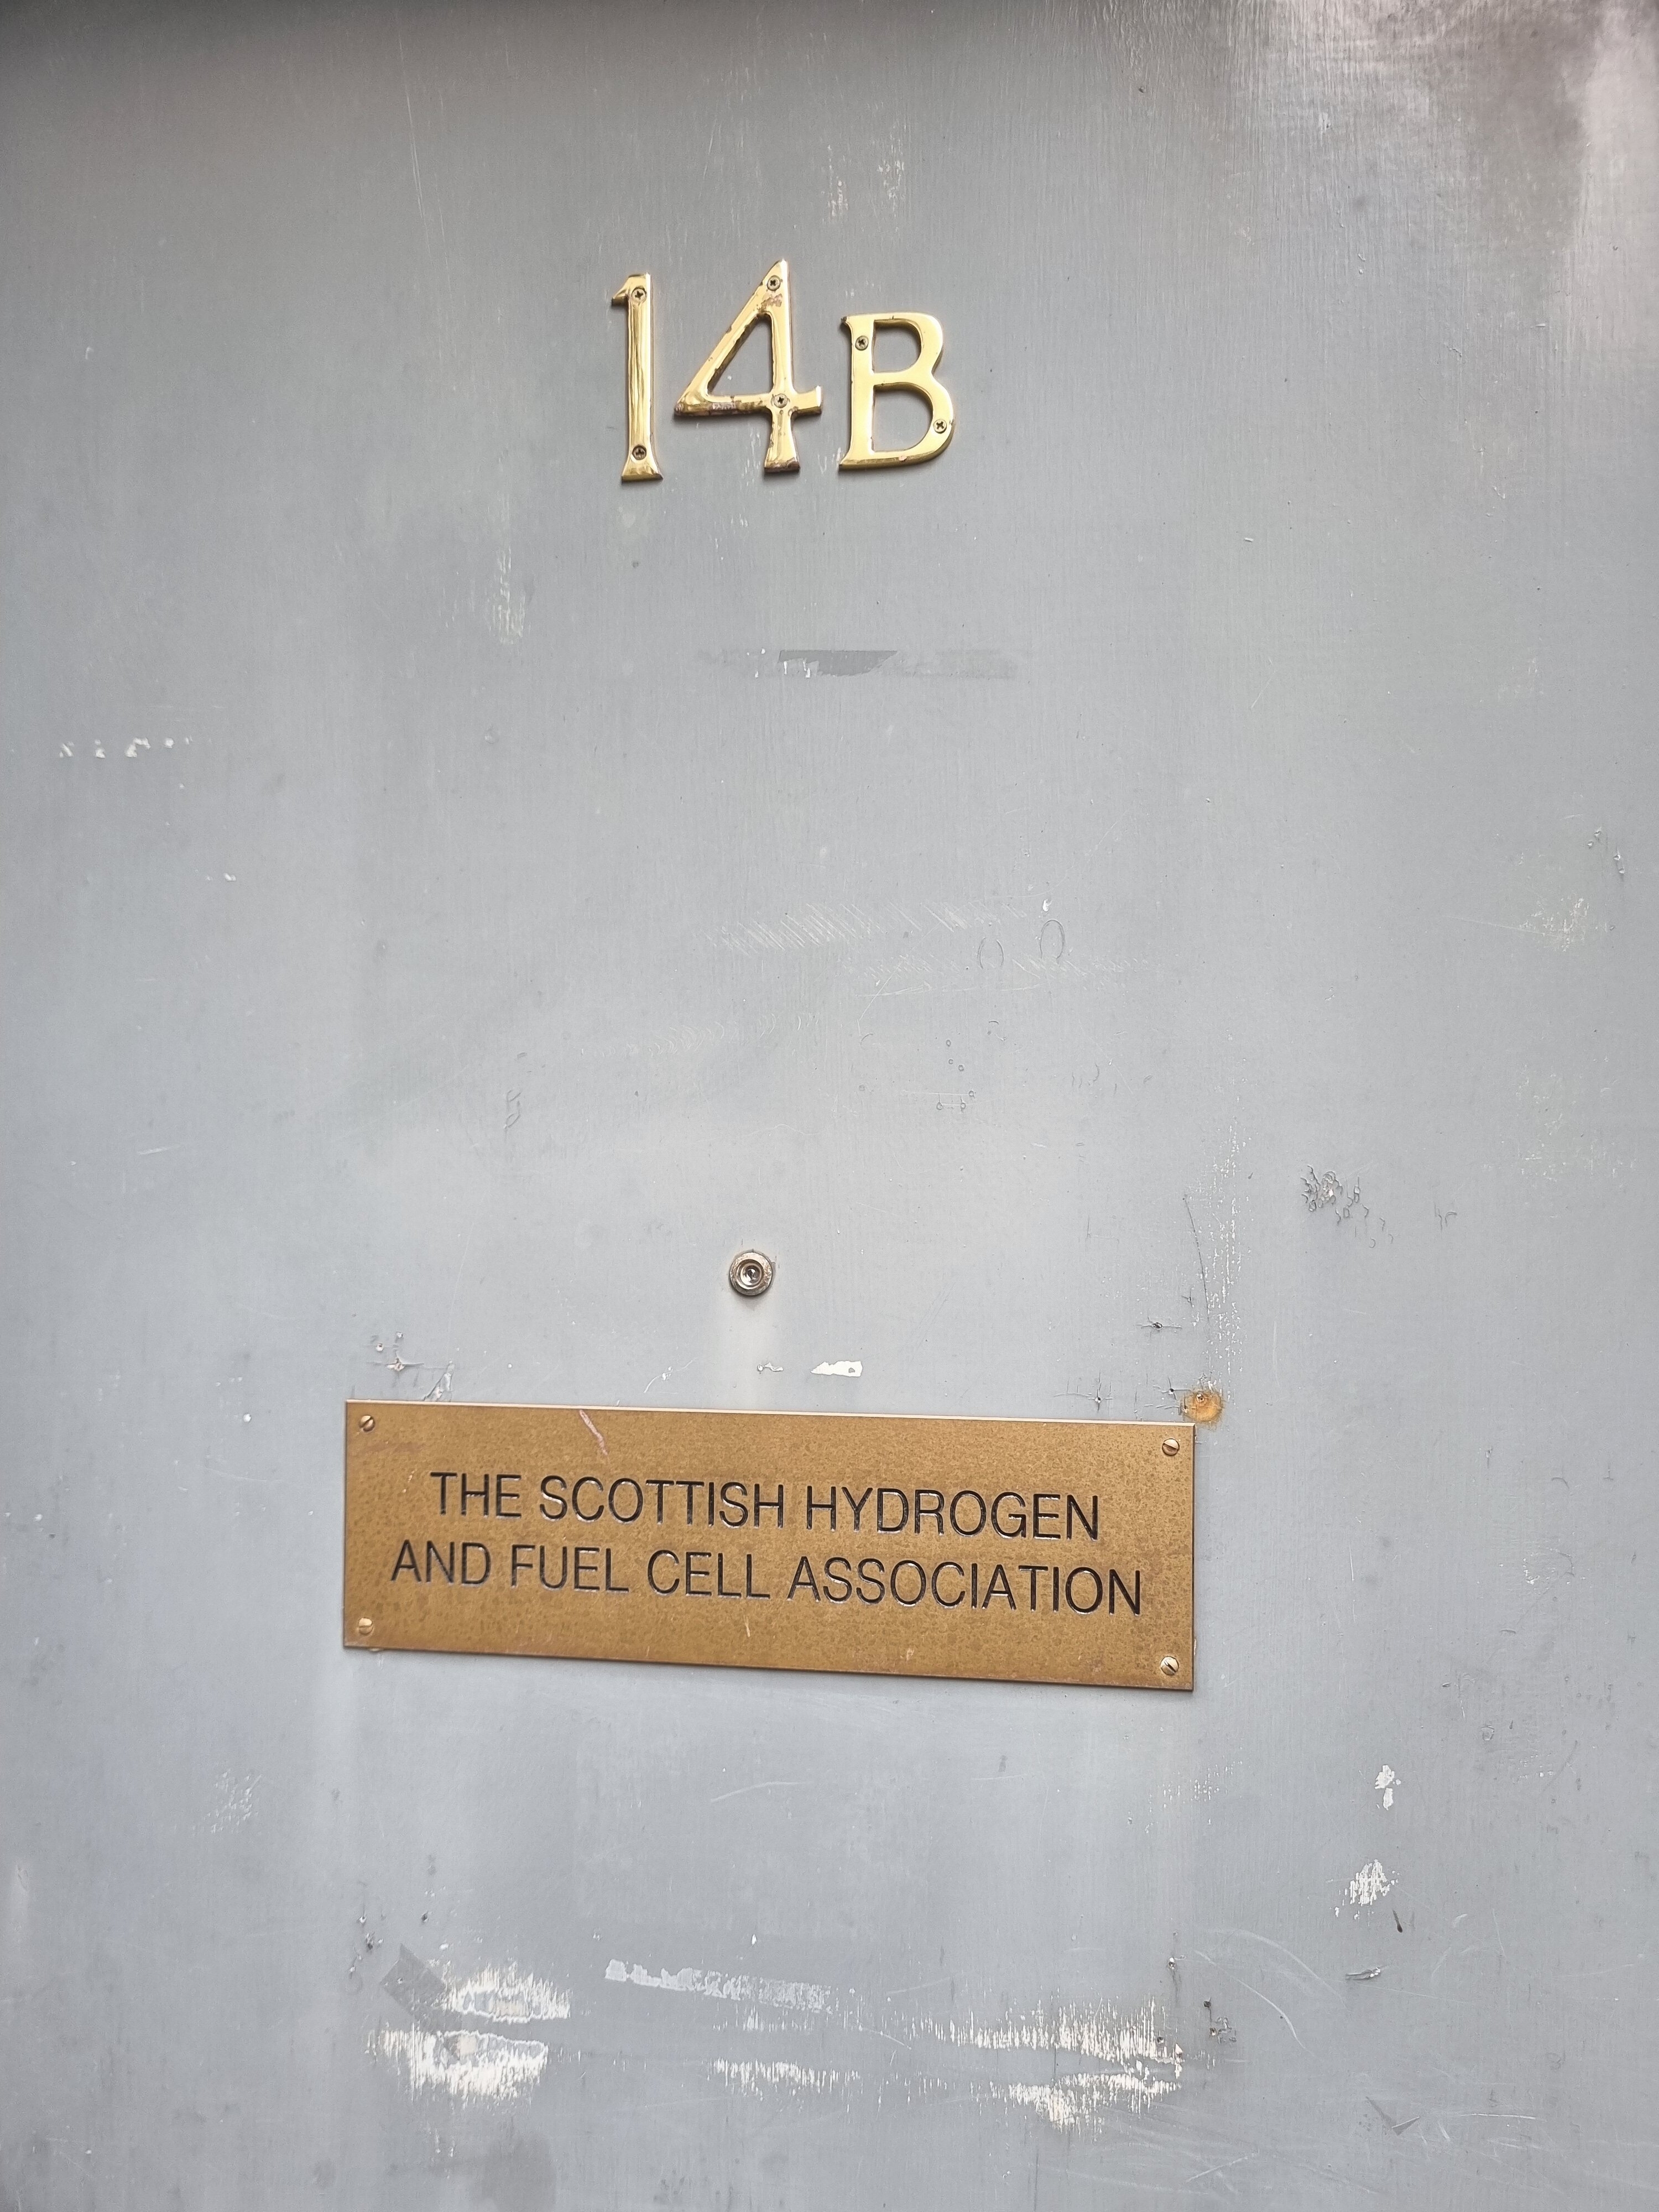 14B
THE SCOTTISH HYDROGEN
AND FUEL CELL ASSOCIATION